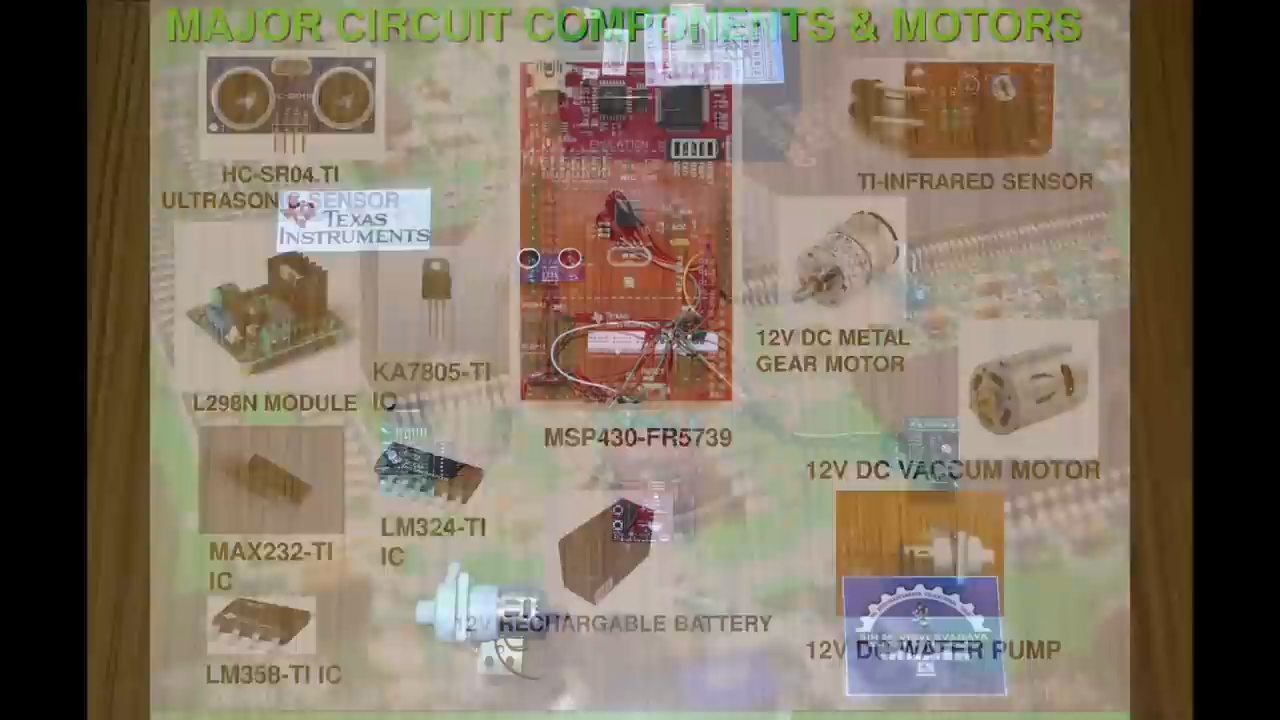 MAJOR CIRCUIT COMPONENTS & MOTORS
HC-SR04.TI
ULTRASONIC SENSOR
TEXAS
INSTRUMENTS
L298N MODULE
KA7805-TI
IC
MAX232-TI
IC
LM324-TI
IC
LM358-TI IC
EMULATION
MSP430-FR5739
12V RECHARGABLE BATTERY
TI-INFRARED SENSOR
12V DC METAL
GEAR MOTOR
12V DC VACCUM MOTOR
12V DC WATER PUMP